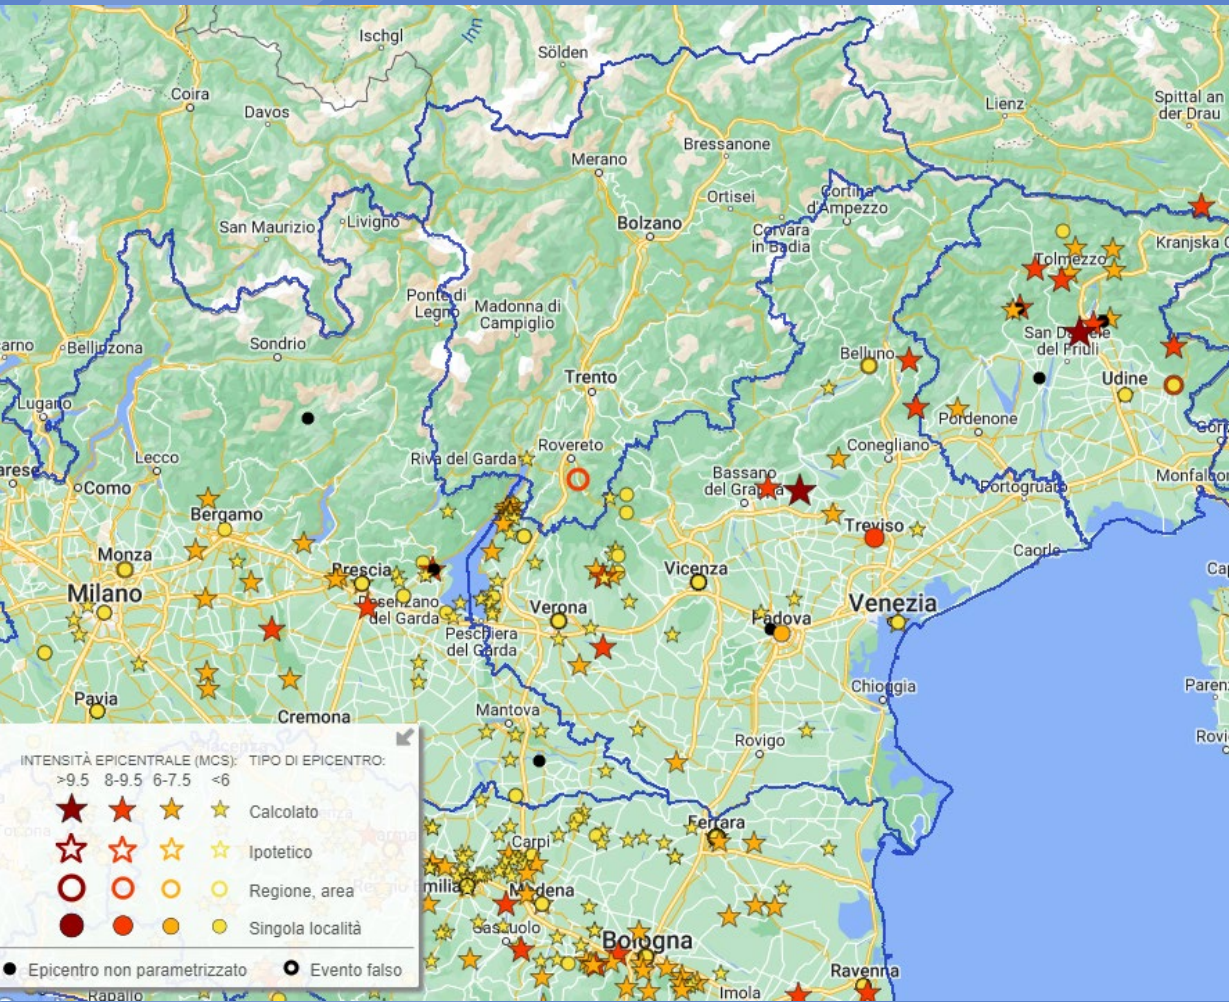 Ischgl
Inn
Sölden
Coira
Davos
Lienz
Spittal an
der Drau
Merano
Bressanone
Ortisei
Cortina
d'Ampezzo
San Maurizio
Livigno
Bolzano
Corvara
in Badia
Kranjska
Tolmezzo
Ponte di
Legno
Madonna di
Campiglio
Bellinzona
Sondrio
San Daniele
del Friuli
Belluno
Lugano
Trento
Udine
Pordenone
Rovereto
Conegliano
Lecco
Riva del Garda
Bassano
del Grappa
Como
Portogruaro
Monfalcon
Bergamo
Treviso
Caorle
Monza
Brescia
Vicenza
Milano
Desenzano
del Garda
Verona
Padova
Venezia
Peschiera
del Garda
Pavia
Chioggia
Mantova
Cremona
Rovigo
INTENSITÀ EPICENTRALE (MCS): TIPO DI EPICENTRO:
>9.5 8-9.5 6-7.5 <6
Calcolato
Ipotetico
Regione, area
Singola località
Epicentro non parametrizzato
Evento falso
Ferrara
Carpi
Emilia
Modena
Sassuolo
Bologna
Ravenna
Imola
Rapallo